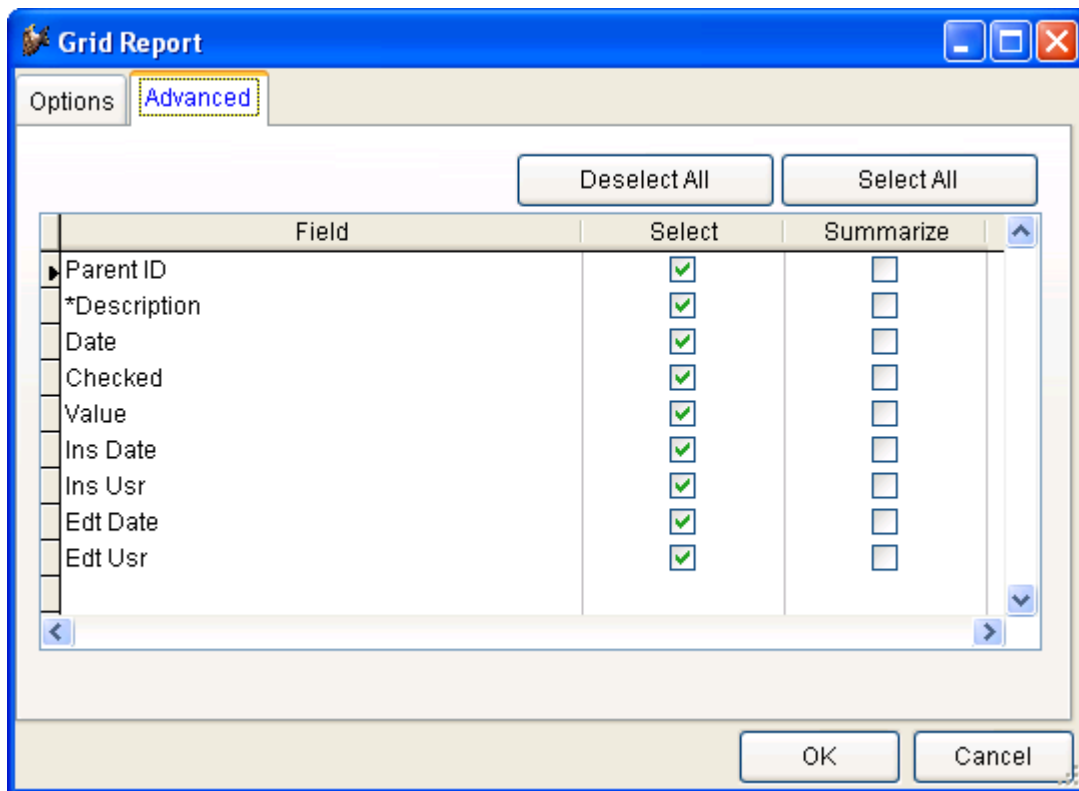 Grid Report
Options Advanced
Deselect All Select All
Field Select Summarize
Parent ID
*Description
Date
Checked
Value
Ins Date
Ins Usr
Edt Date
Edt Usr
OK Cancel